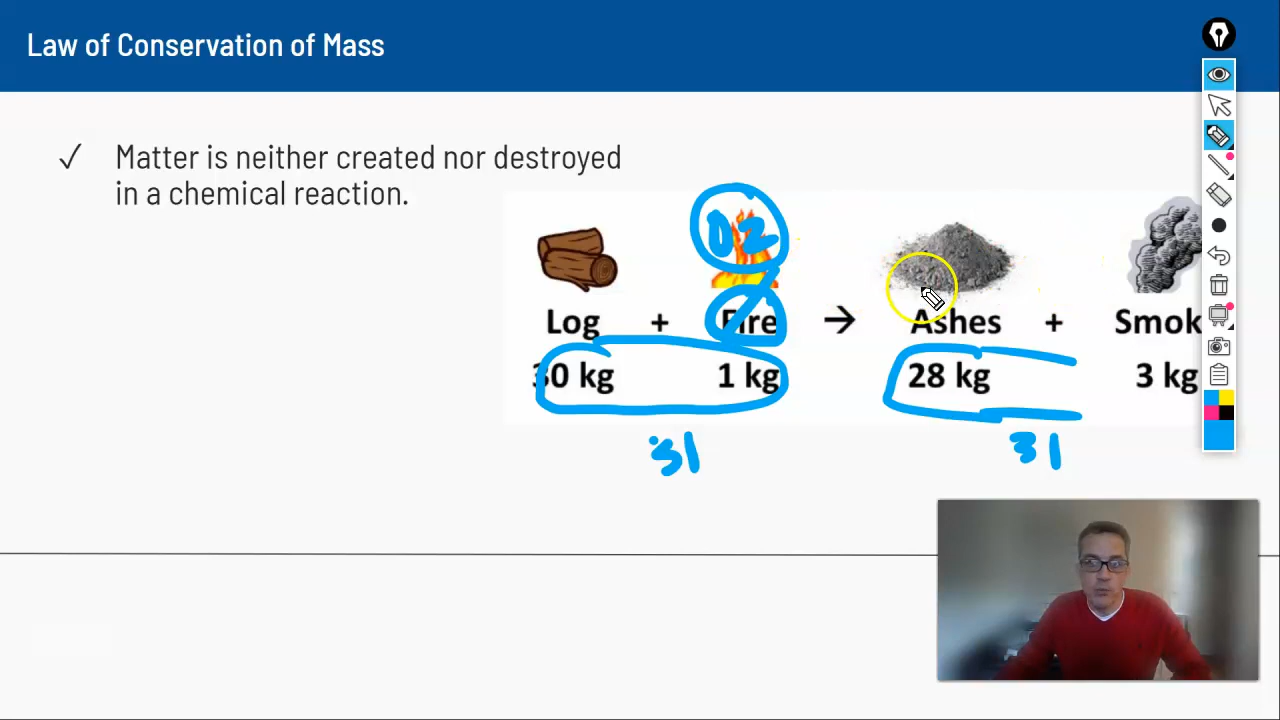 Law of Conservation of Mass
✓ Matter is neither created nor destroyed
in a chemical reaction.
O2
Log + Fire → Ashes + Smok
30 kg 1 kg 28 kg 3 kg
31 31